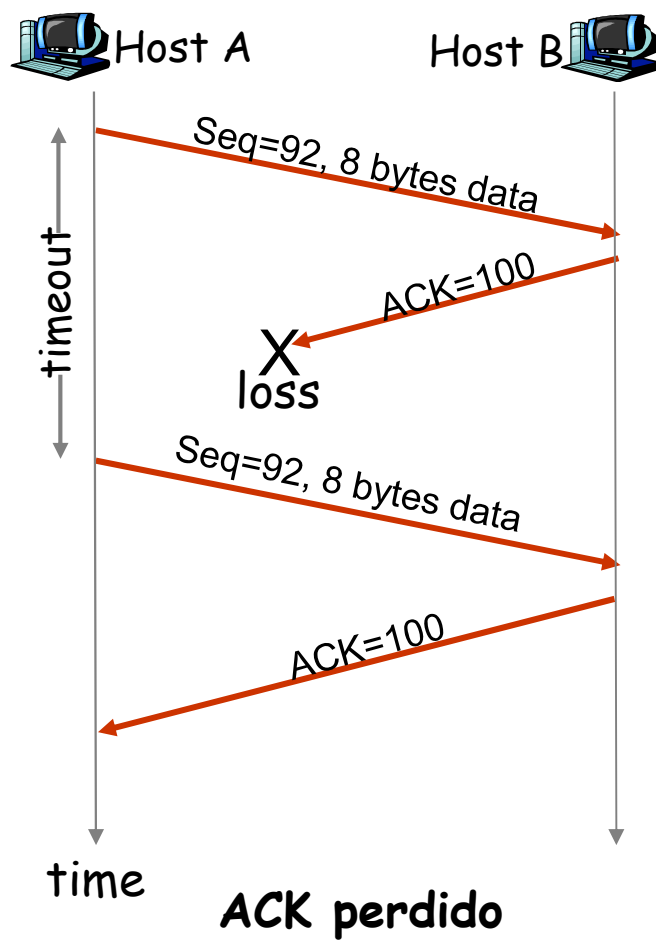 Host A
Host B
Seq=92, 8 bytes data
ACK=100
timeout
X
loss
Seq=92, 8 bytes data
ACK=100
time
ACK perdido